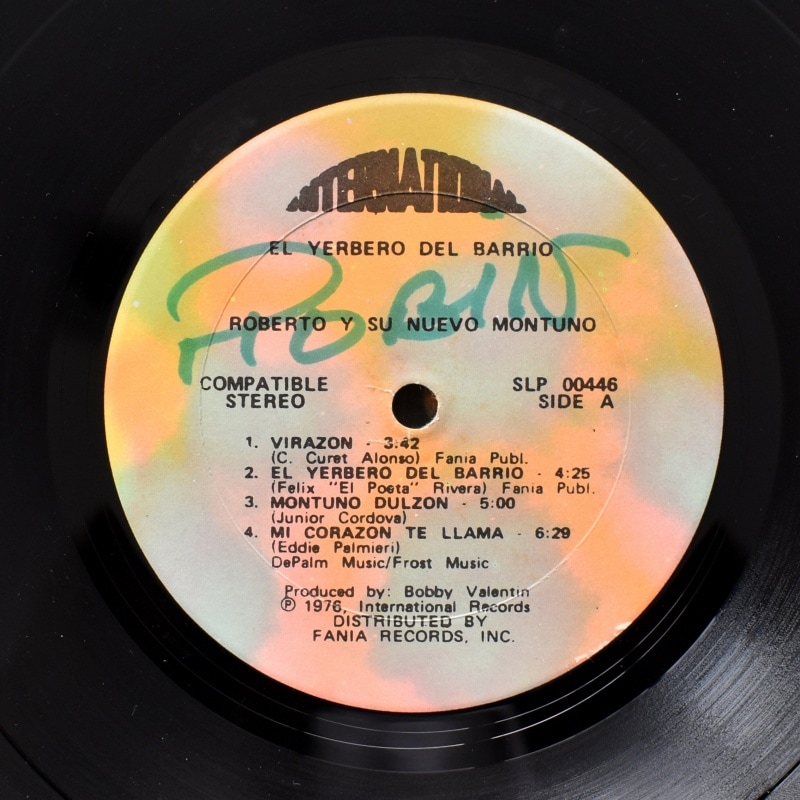 INTERNATIONAL
EL YERBERO DEL BARRIO
ROBIN
ROBERTO Y SU NUEVO MONTUNO
COMPATIBLE STEREO
SLP 00446
SIDE A
1. VIRAZON - 3:42
(C. Curet Alonso) Fania Publ.
2. EL YERBERO DEL BARRIO - 4:25
(Felix "El Poeta" Rivera) Fania Publ.
3. MONTUNO DULZON - 5:00
(Junior Cordova)
4. MI CORAZON TE LLAMA - 6:29
(Eddie Palmieri)
DePalm Music/Frost Music
Produced by: Bobby Valentin
℗ 1976, International Records
DISTRIBUTED BY
FANIA RECORDS, INC.